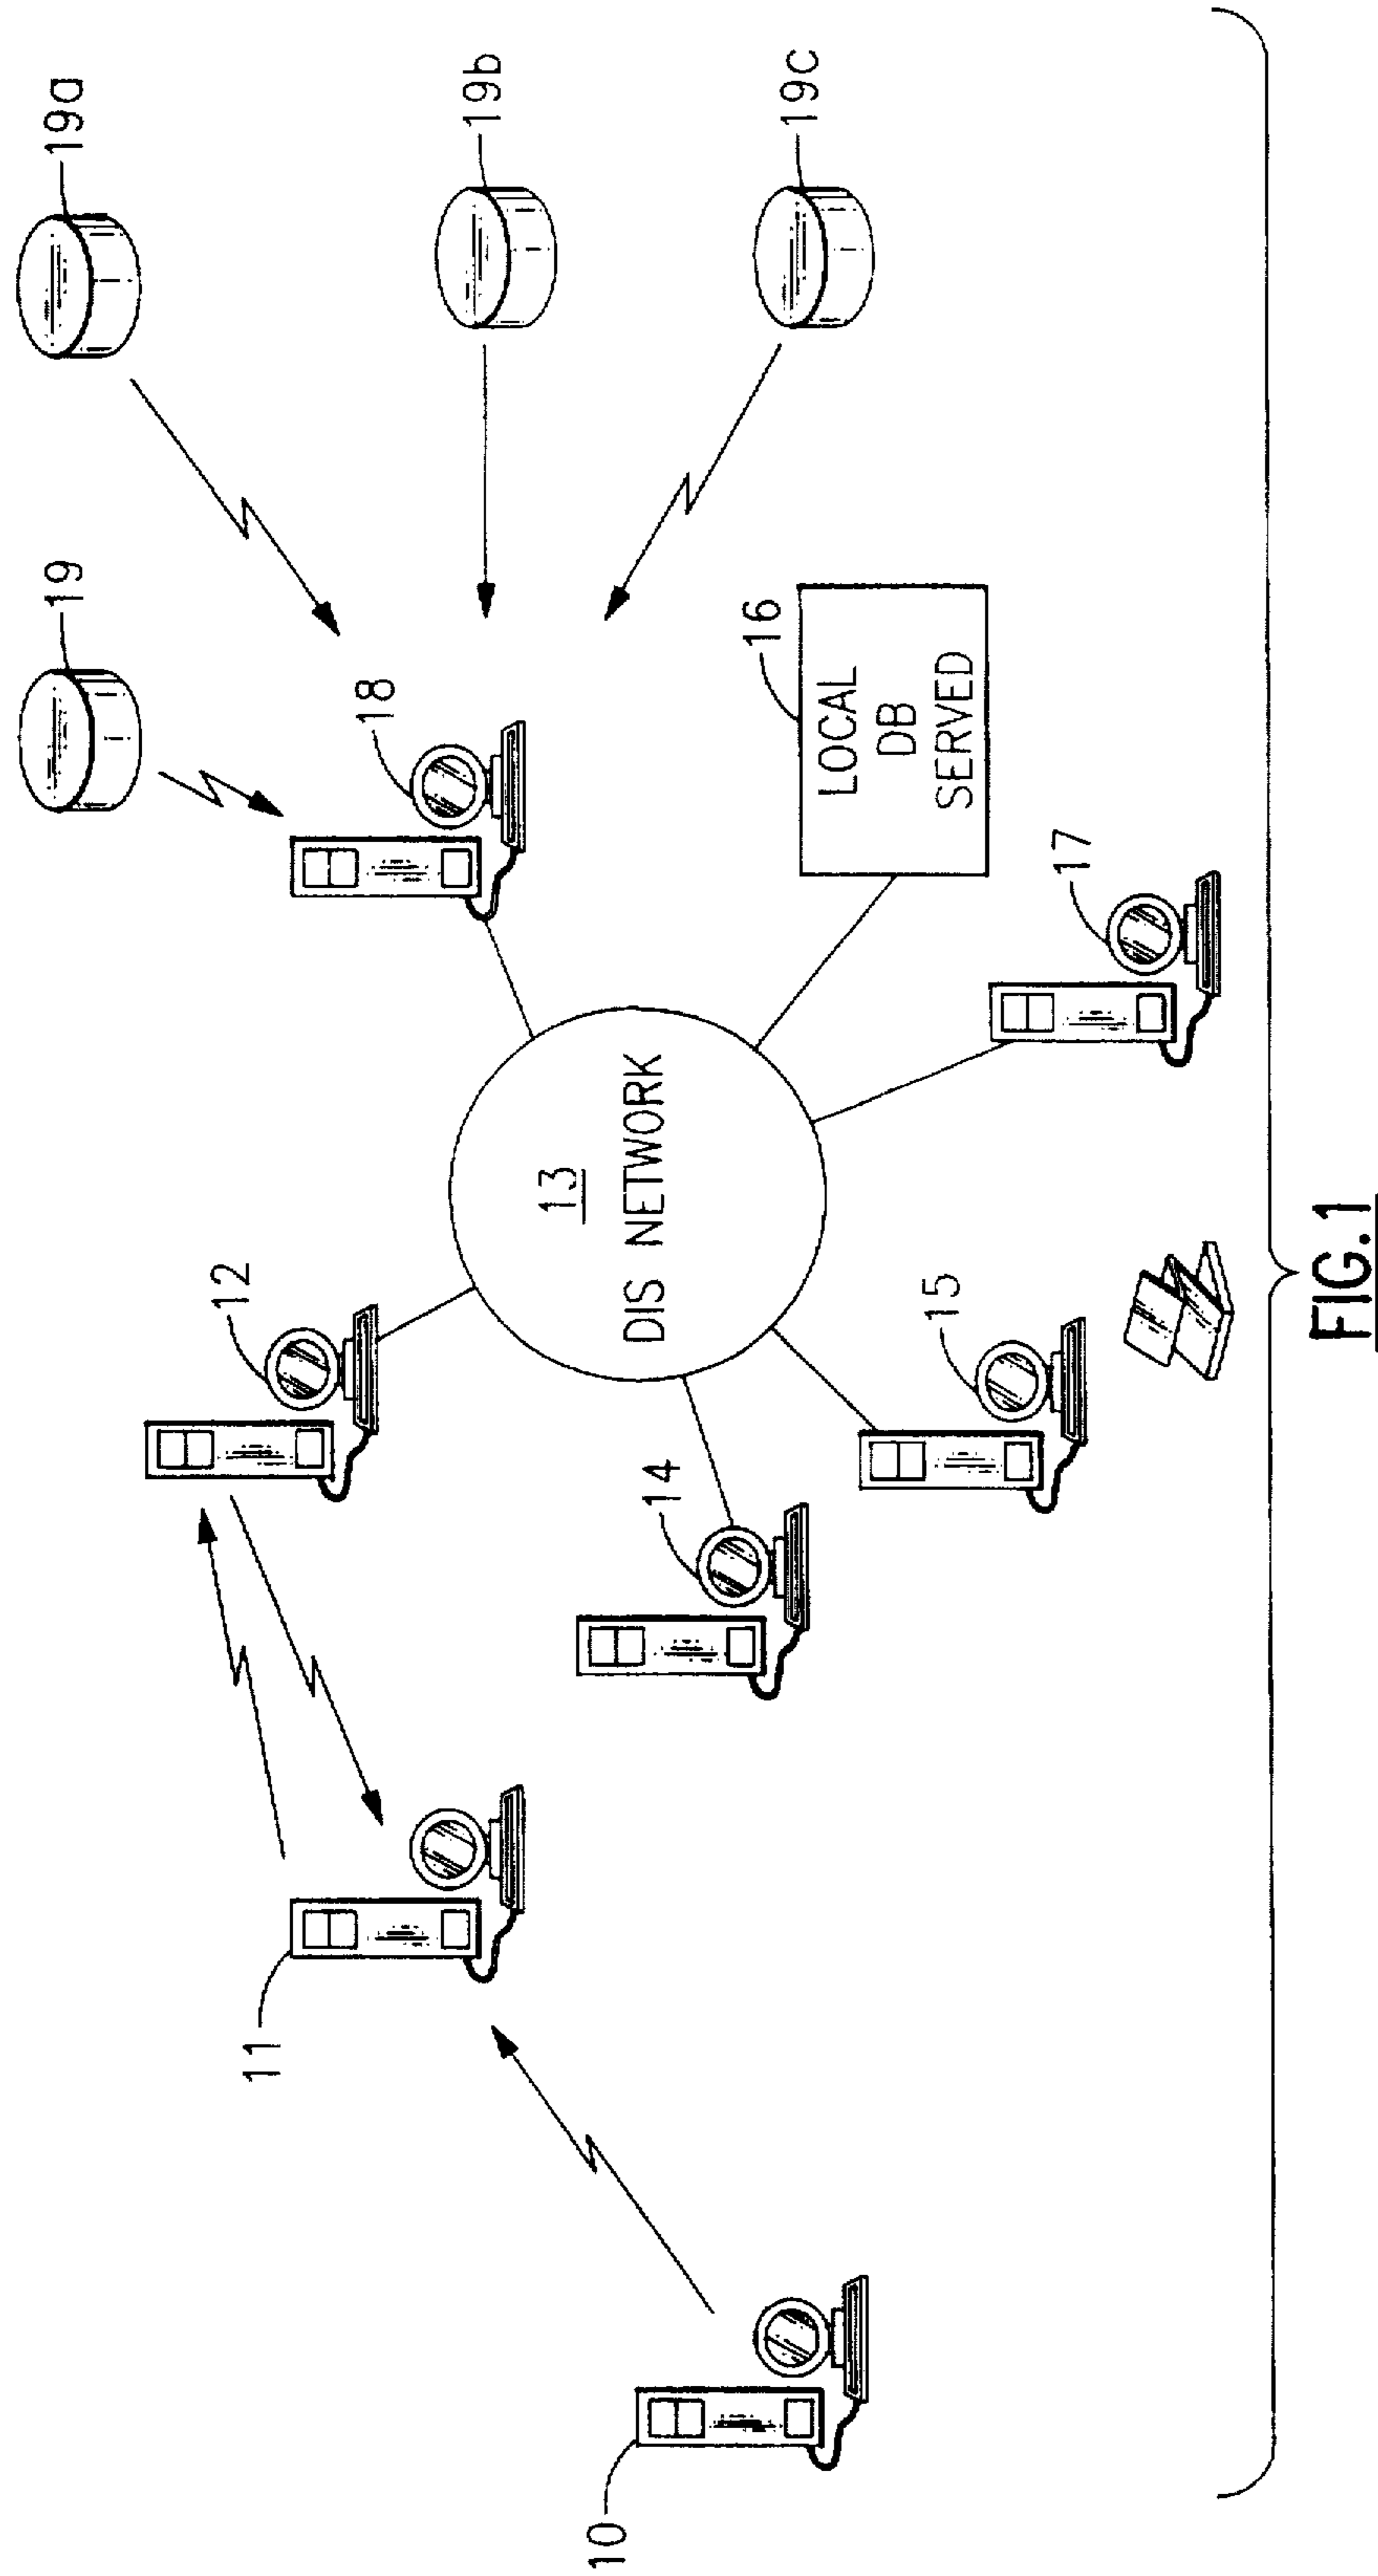 19a
19
19b
18
19c
12
16
LOCAL
DB
SERVED
13
DIS NETWORK
11
14
17
15
10
FIG.1